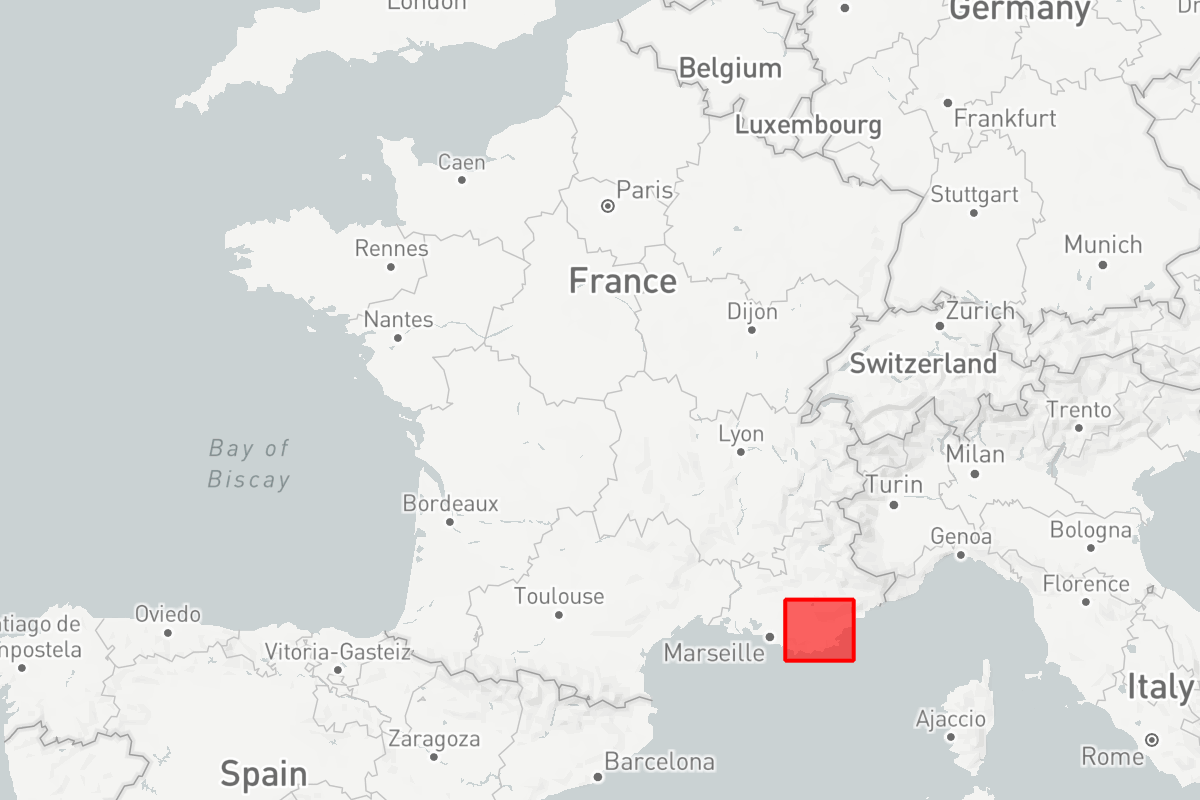 London
Germany
Belgium
Luxembourg
Frankfurt
Caen
Paris
Stuttgart
Rennes
Munich
France
Nantes
Dijon
Zurich
Switzerland
Trento
Bay of
Biscay
Lyon
Milan
Turin
Bordeaux
Genoa
Bologna
Florence
Toulouse
Oviedo
tiago de
mpostela
Vitoria-Gasteiz
Marseille
Italy
Ajaccio
Zaragoza
Rome
Barcelona
Spain